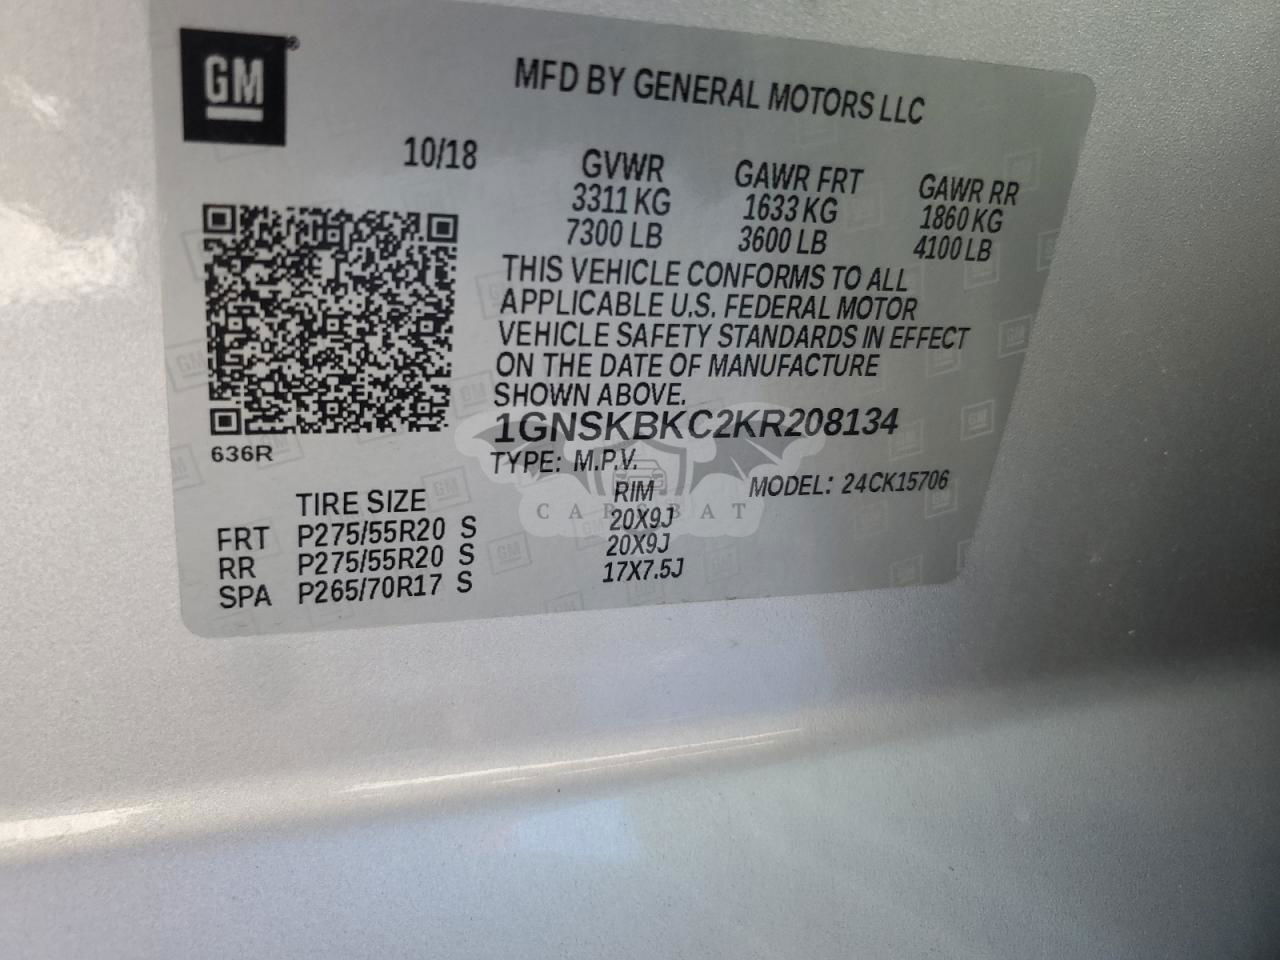 GM
MFD BY GENERAL MOTORS LLC
10/18
GVWR GAWR FRT GAWR RR
3311 KG 1633 KG 1860 KG
7300 LB 3600 LB 4100 LB
THIS VEHICLE CONFORMS TO ALL
APPLICABLE U.S. FEDERAL MOTOR
VEHICLE SAFETY STANDARDS IN EFFECT
ON THE DATE OF MANUFACTURE
SHOWN ABOVE.
1GNSKBKC2KR208134
636R
TYPE: M.P.V. MODEL: 24CK15706
TIRE SIZE RIM
FRT P275/55R20 S 20X9J
RR P275/55R20 S 20X9J
SPA P265/70R17 S 17X7.5J